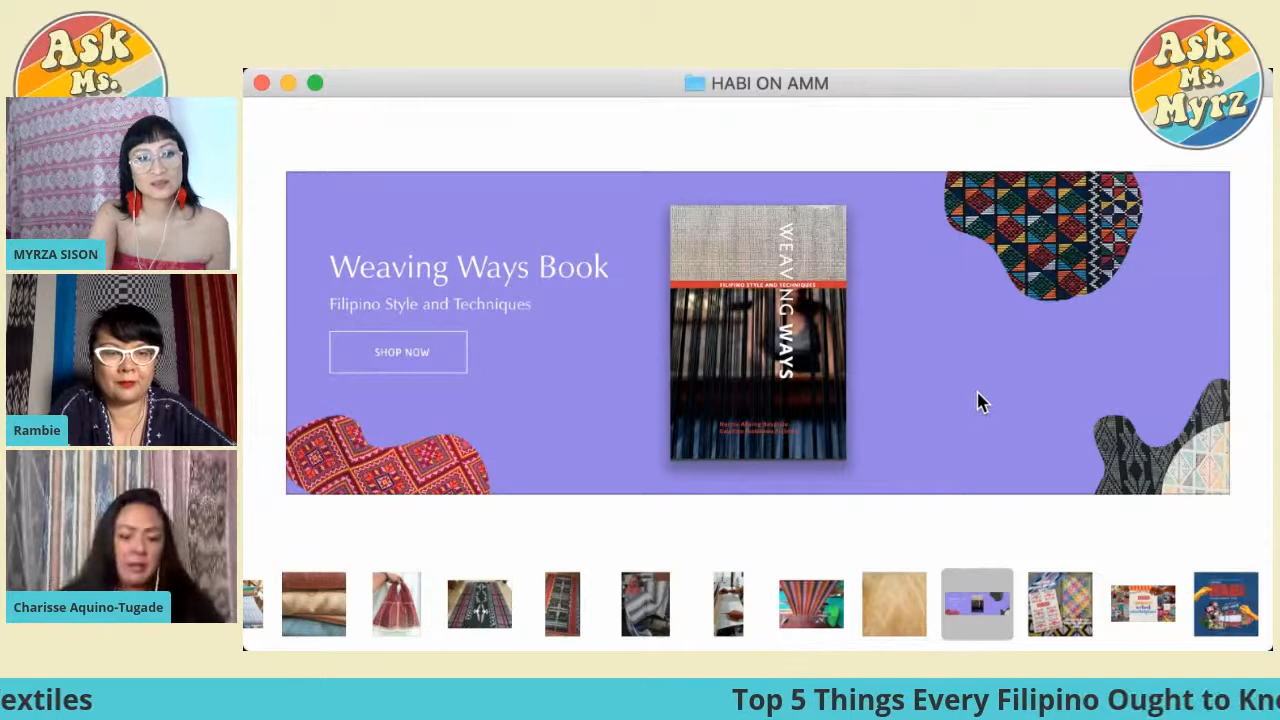 Ask
Ms.
HABI ON AMM
Ask
Ms.
Myrz
MYRZA SISON
Rambie
Charisse Aquino-Tugade
Weaving Ways Book
Filipino Style and Techniques
SHOP NOW
FILIPINO STYLE AND TECHNIQUES
WEAVING WAYS
extiles
Top 5 Things Every Filipino Ought to Kn